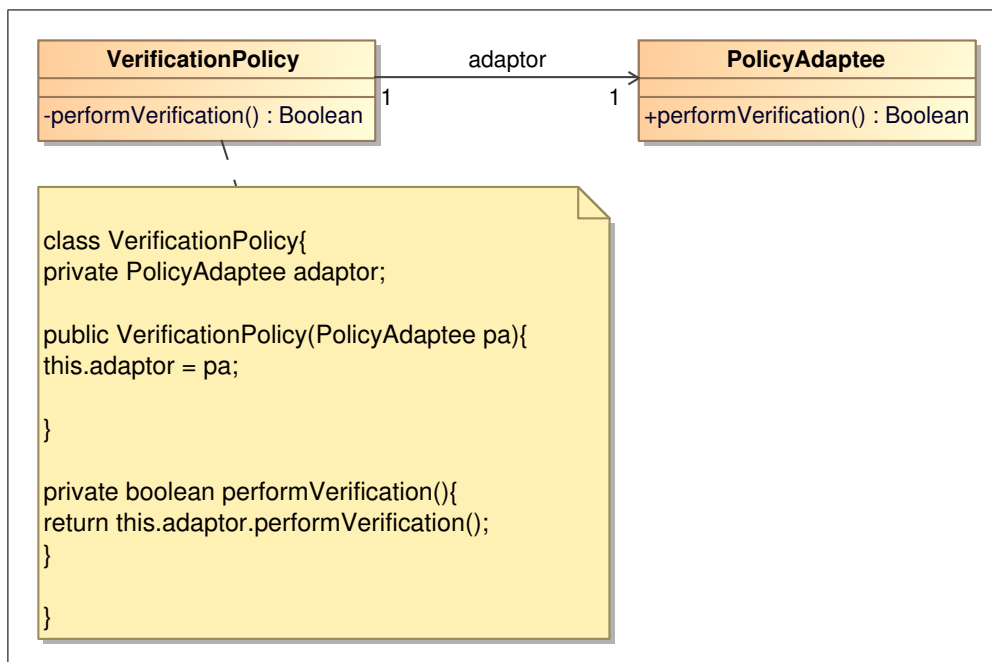 VerificationPolicy
adaptor
PolicyAdaptee
1
1
-performVerification() : Boolean
+performVerification() : Boolean
class VerificationPolicy{
private PolicyAdaptee adaptor;
public VerificationPolicy(PolicyAdaptee pa){
this.adaptor = pa;
}
private boolean performVerification(){
return this.adaptor.performVerification();
}
}